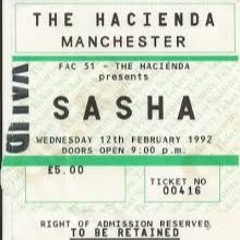 THE HACIENDA
MANCHESTER
VALID
FAC 51 - THE HACIENDA
presents
SASHA
WEDNESDAY 12th FEBRUARY 1992
DOORS OPEN 9:00 p.m.
£5.00
TICKET NO
00416
RIGHT OF ADMISSION RESERVED
TO BE RETAINED